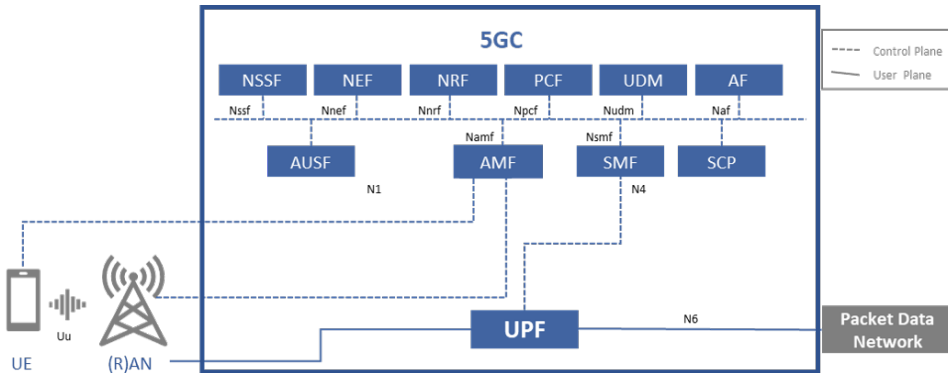 5GC
Control Plane
User Plane
NSSF NEF NRF PCF UDM AF
Nssf Nnef Nnrf Npcf Nudm Naf
Namf Nsmf
AUSF AMF SMF SCP
N1 N4
Uu
UE (R)AN
UPF
N6
Packet Data
Network